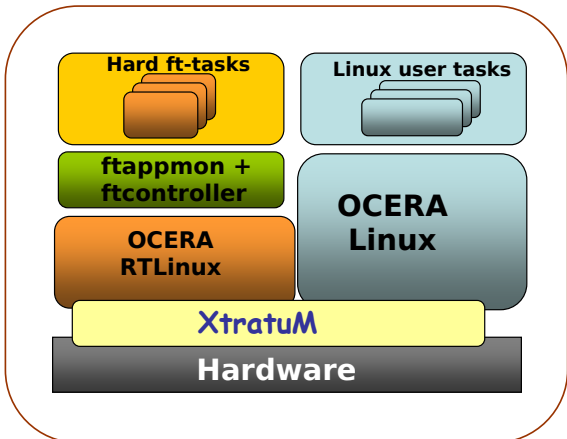 Hard ft-tasks
Linux user tasks
ftappmon +
ftcontroller
OCERA
Linux
OCERA
RTLinux
XtratuM
Hardware